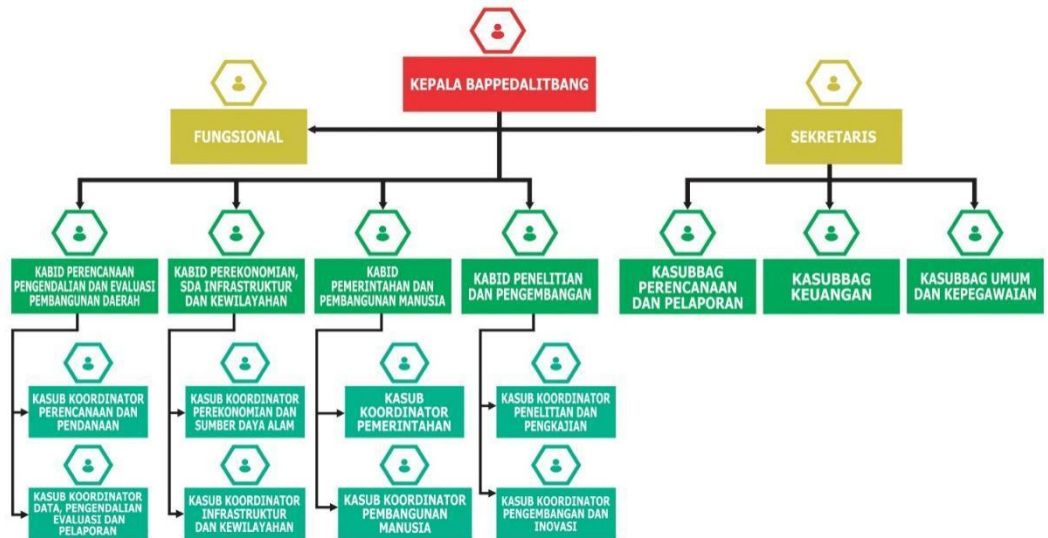 KEPALA BAPPEDALITBANG
FUNGSIONAL
SEKRETARIS
KABID PERENCANAAN
PENGENDALIAN DAN EVALUASI
PEMBANGUNAN DAERAH
KABID PEREKONOMIAN,
SDA INFRASTRUKTUR
DAN KEWILAYAHAN
KABID
PEMERINTAHAN DAN
PEMBANGUNAN MANUSIA
KABID PENELITIAN
DAN PENGEMBANGAN
KASUBBAG
PERENCANAAN
DAN PELAPORAN
KASUBBAG
KEUANGAN
KASUBBAG UMUM
DAN KEPEGAWAIAN
KASUB KOORDINATOR
PERENCANAAN DAN
PENDANAAN
KASUB KOORDINATOR
PEREKONOMIAN DAN
SUMBER DAYA ALAM
KASUB
KOORDINATOR
PEMERINTAHAN
KASUB KOORDINATOR
PENELITIAN DAN
PENGKAJIAN
KASUB KOORDINATOR
DATA, PENGENDALIAN
EVALUASI DAN
PELAPORAN
KASUB KOORDINATOR
INFRASTRUKTUR
DAN KEWILAYAHAN
KASUB KOORDINATOR
PEMBANGUNAN
MANUSIA
KASUB KOORDINATOR
PENGEMBANGAN DAN
INOVASI